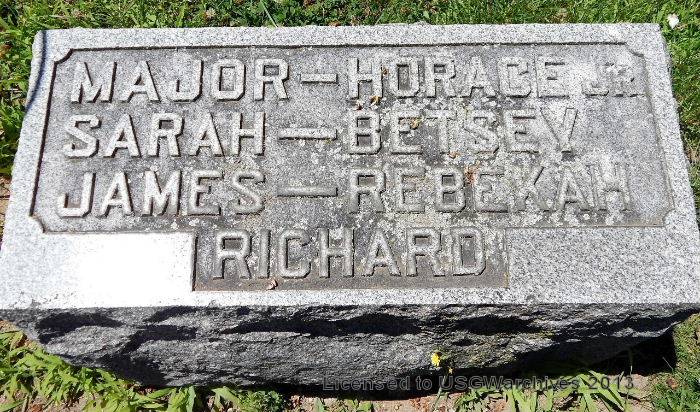 MAJOR — HORACE JR.
SARAH — BETSEY
JAMES — REBEKAH
RICHARD
Licensed to USGWarchives 2013